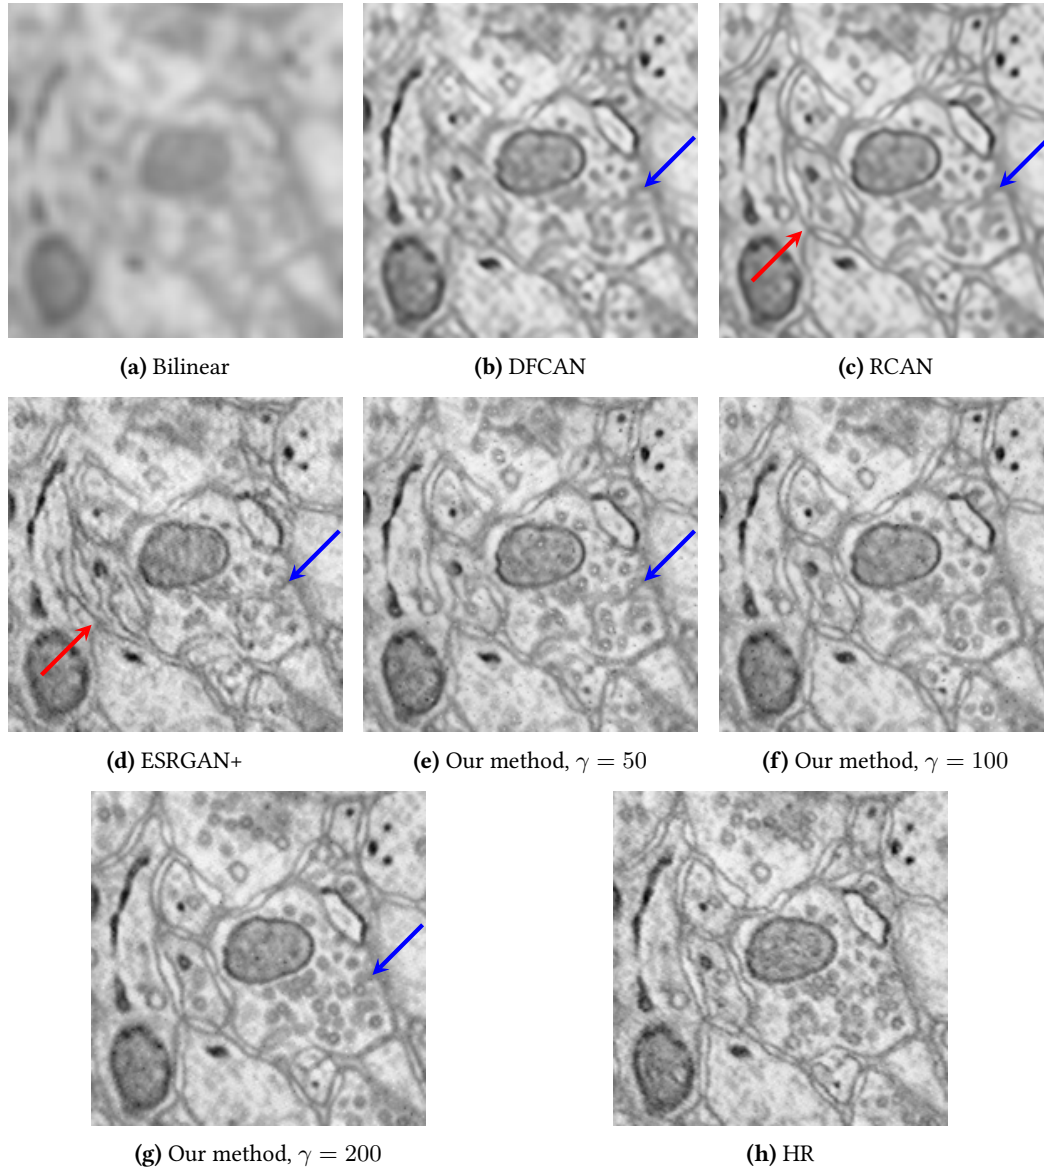 (a) Bilinear
(b) DFCAN
(c) RCAN
(d) ESRGAN+
(e) Our method, γ = 50
(f) Our method, γ = 100
(g) Our method, γ = 200
(h) HR